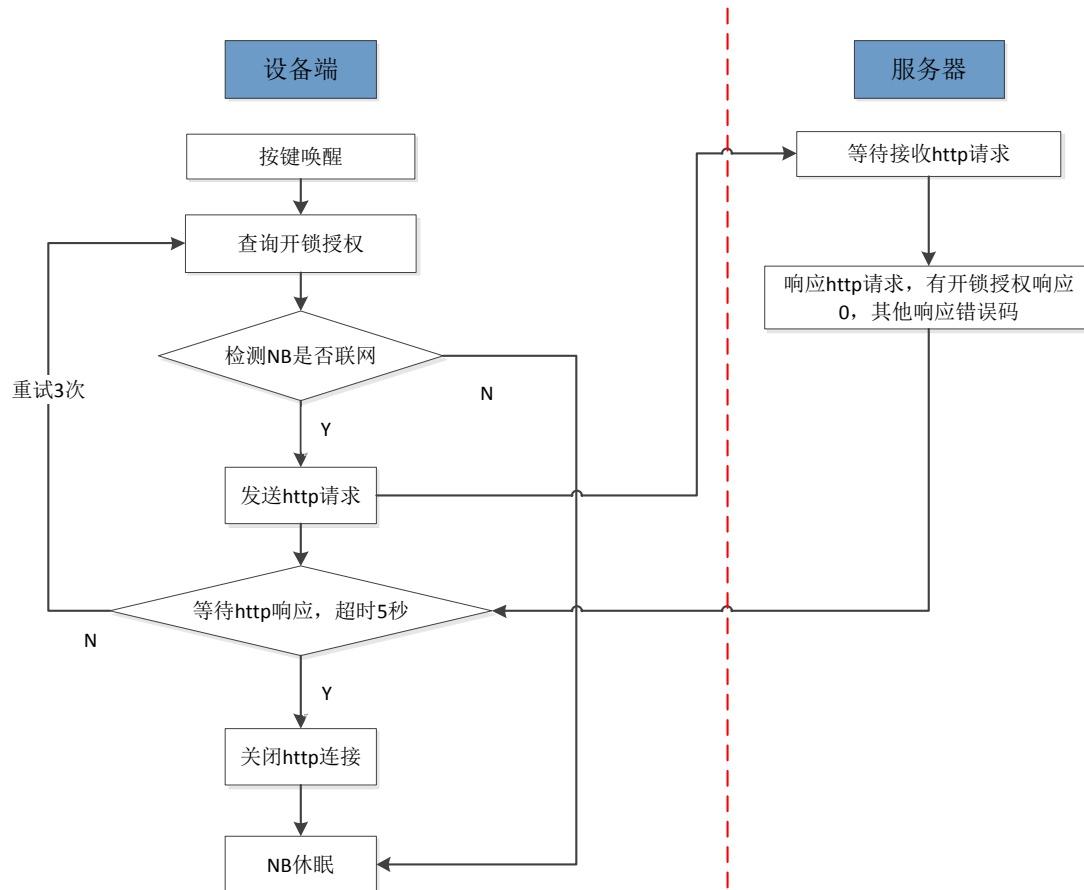 设备端
服务器
按键唤醒
等待接收http请求
查询开锁授权
响应http请求，有开锁授权响应
0，其他响应错误码
检测NB是否联网
重试3次
N
Y
发送http请求
等待http响应，超时5秒
N
Y
关闭http连接
NB休眠